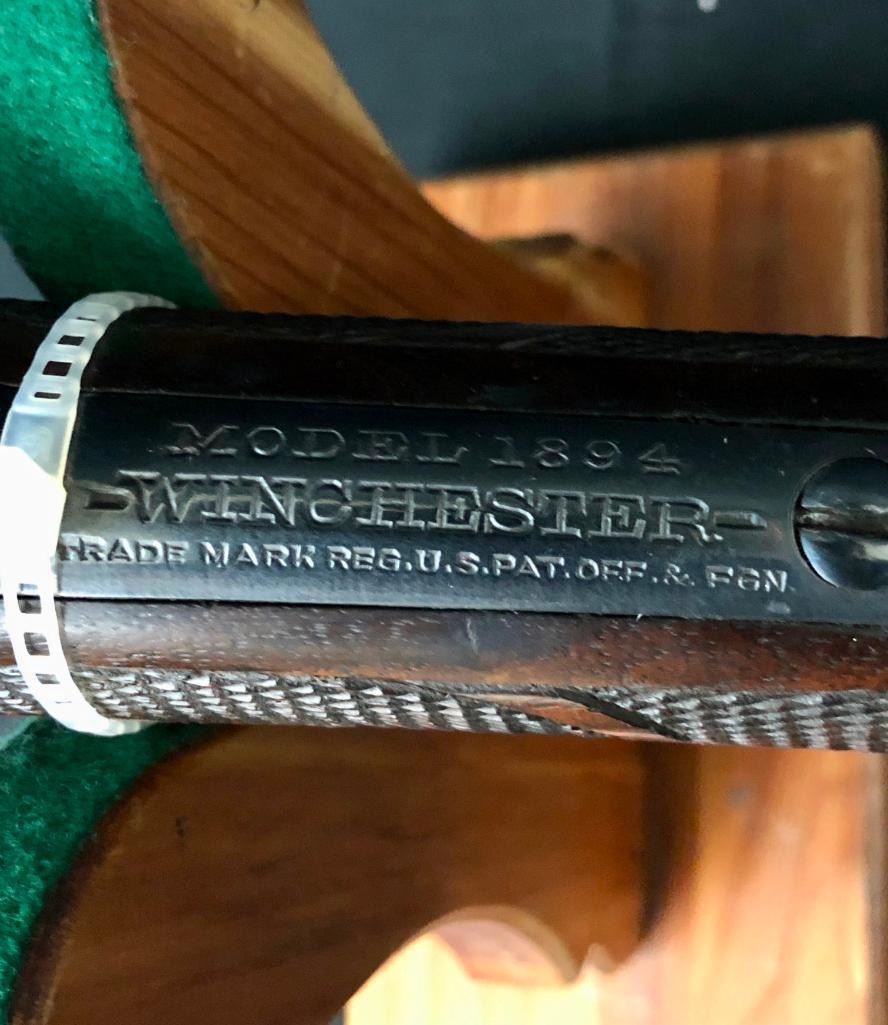 MODEL 1894
-WINCHESTER-
TRADE MARK REG.U.S.PAT.OFF.& FGN.